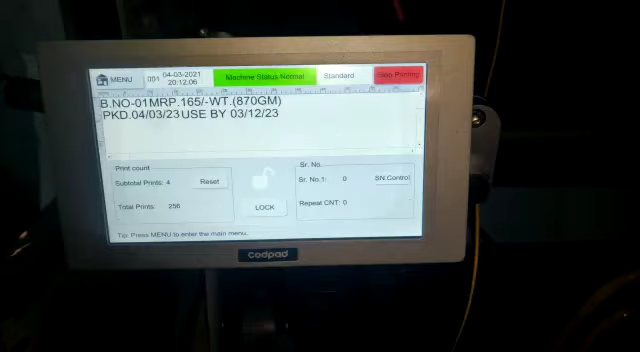 MENU
001
04-03-2021
20:12:06
Machine Status:Normal
Standard
Stop Printing
B.NO-01MRP.165/-WT.(870GM)
PKD.04/03/23USE BY 03/12/23
Print count
Subtotal Prints: 4
Reset
Total Prints: 256
LOCK
Sr. No.
Sr. No.1: 0
SN.Control
Repeat CNT: 0
Tip: Press MENU to enter the main menu.
codpad